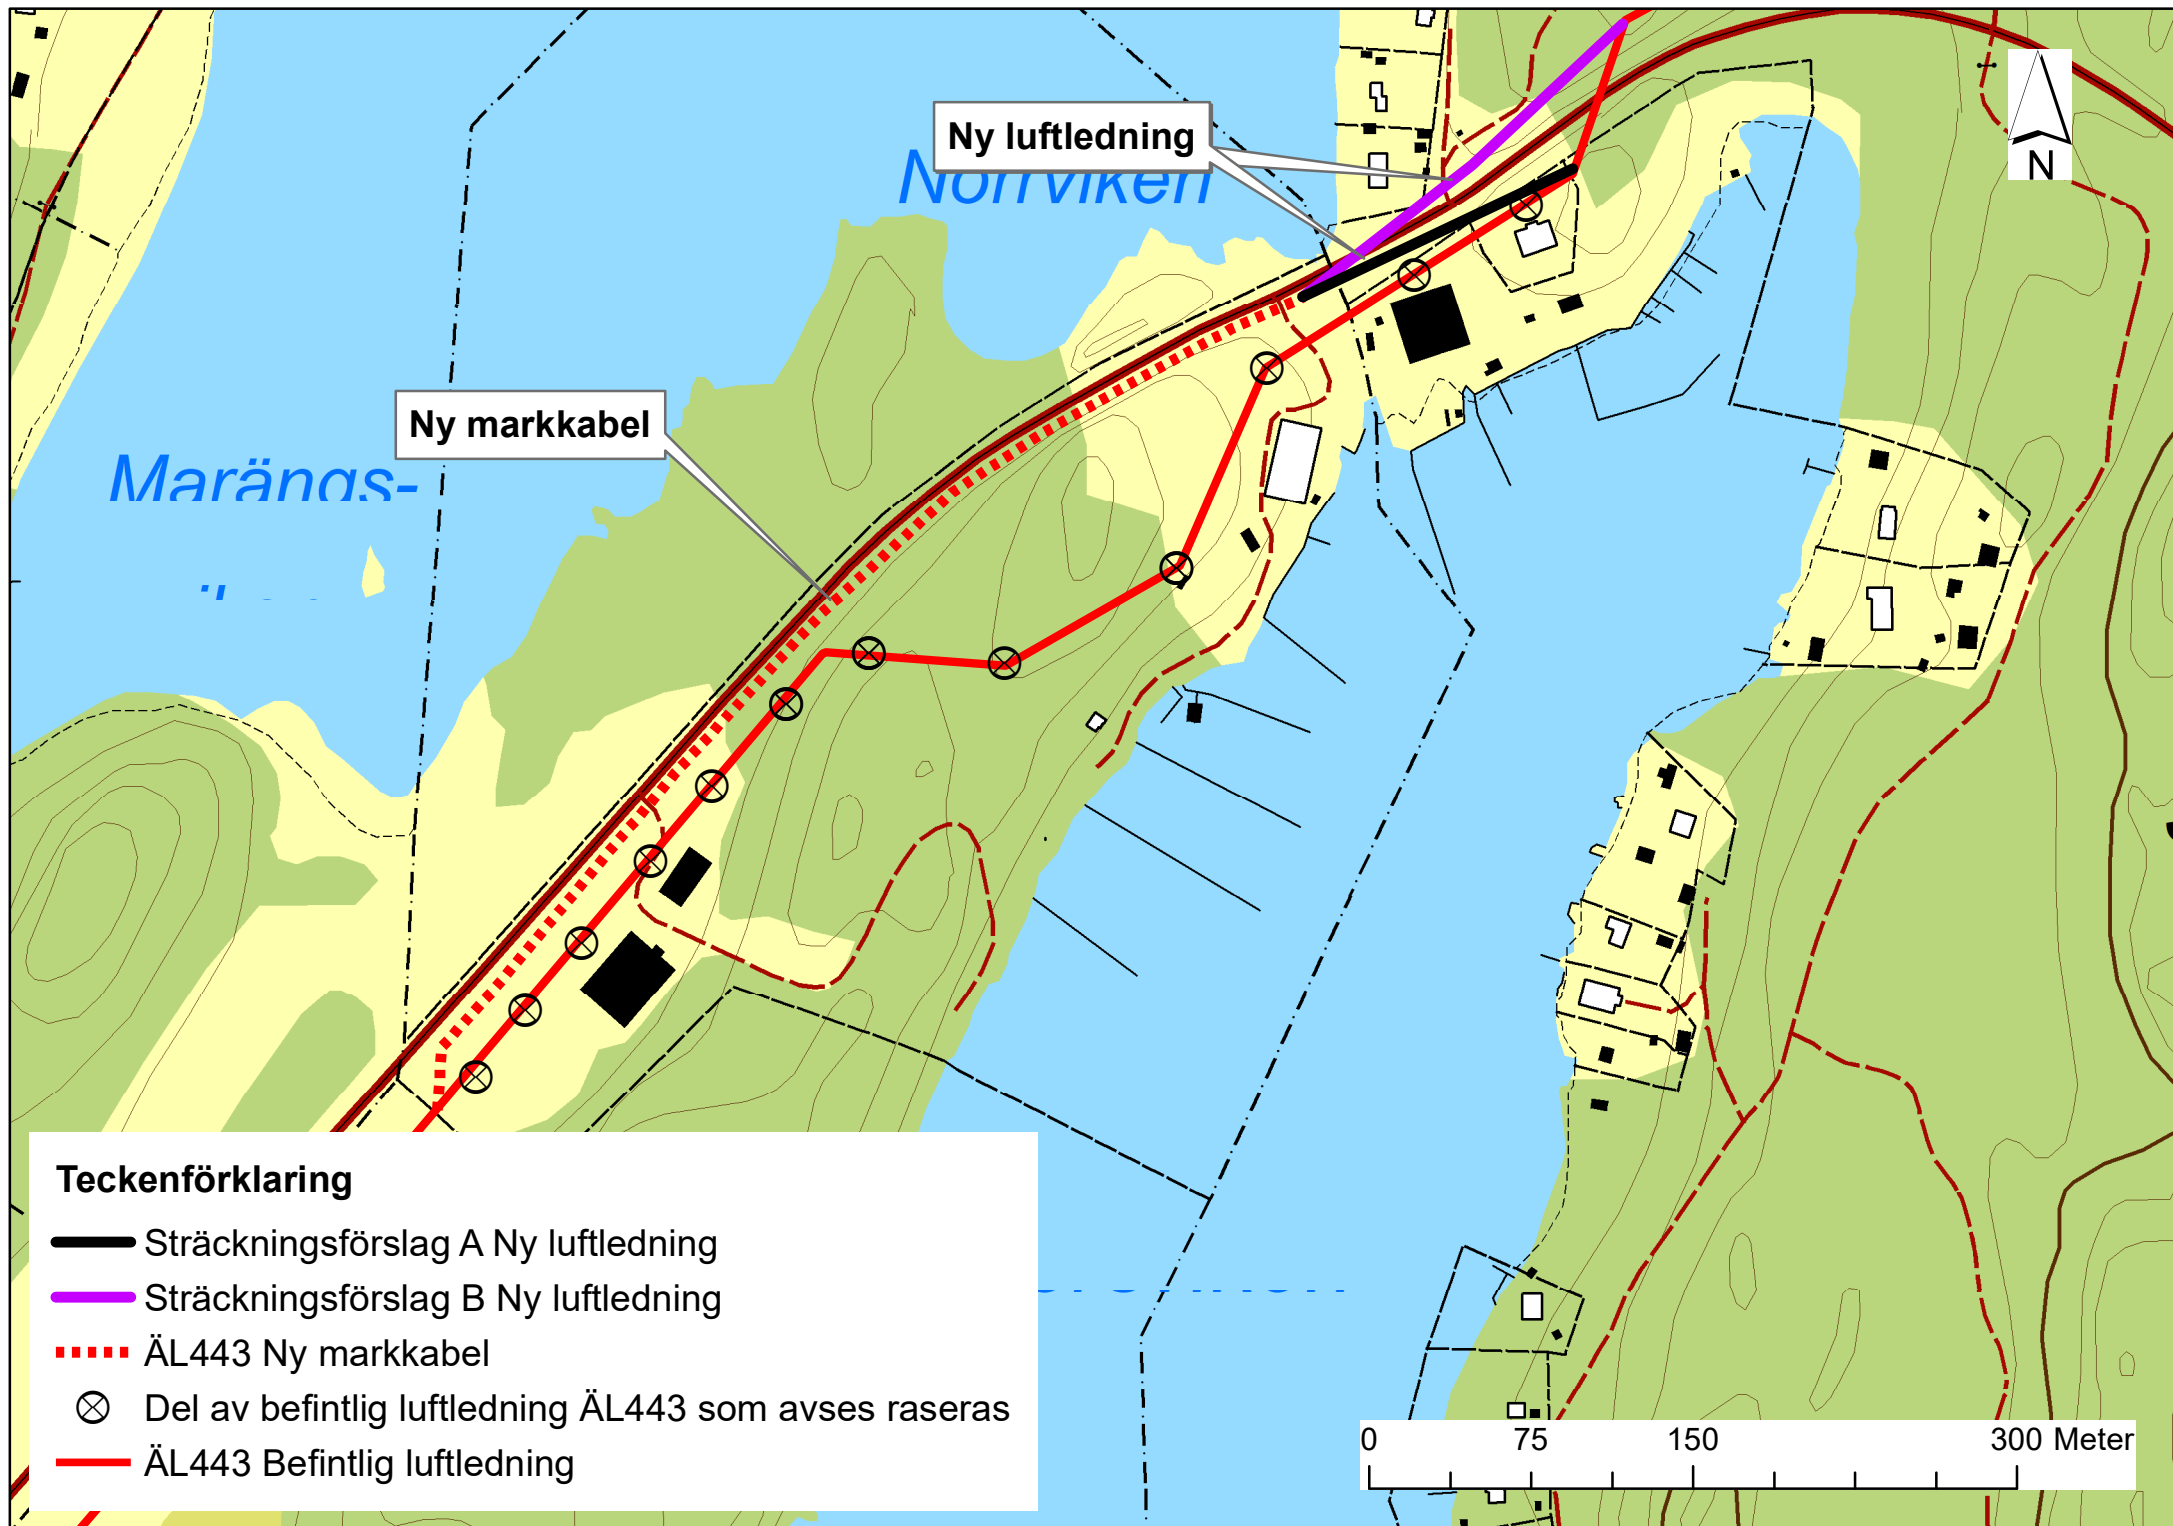 Ny luftledning
Norrviken
N
Ny markkabel
Marängs-
Teckenförklaring
Sträckningsförslag A Ny luftledning
Sträckningsförslag B Ny luftledning
ÄL443 Ny markkabel
Del av befintlig luftledning ÄL443 som avses raseras
ÄL443 Befintlig luftledning
0 75 150 300 Meter